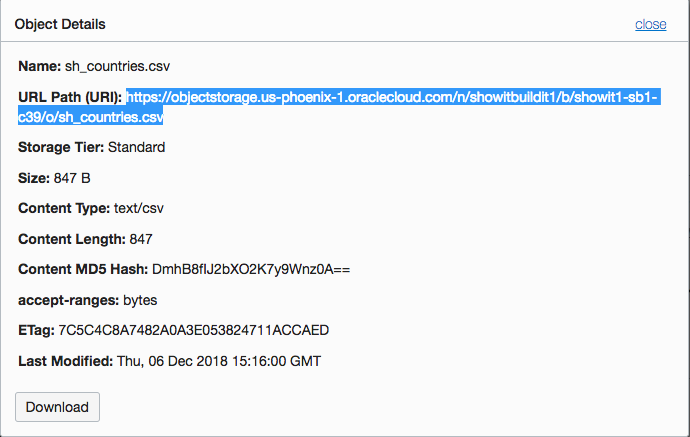 Object Details
close
Name: sh_countries.csv
URL Path (URI): https://objectstorage.us-phoenix-1.oraclecloud.com/n/showitbuildit1/b/showit1-sb1-
c39/o/sh_countries.csv
Storage Tier: Standard
Size: 847 B
Content Type: text/csv
Content Length: 847
Content MD5 Hash: DmhB8flJ2bXO2K7y9Wnz0A==
accept-ranges: bytes
ETag: 7C5C4C8A7482A0A3E053824711ACCAED
Last Modified: Thu, 06 Dec 2018 15:16:00 GMT
Download